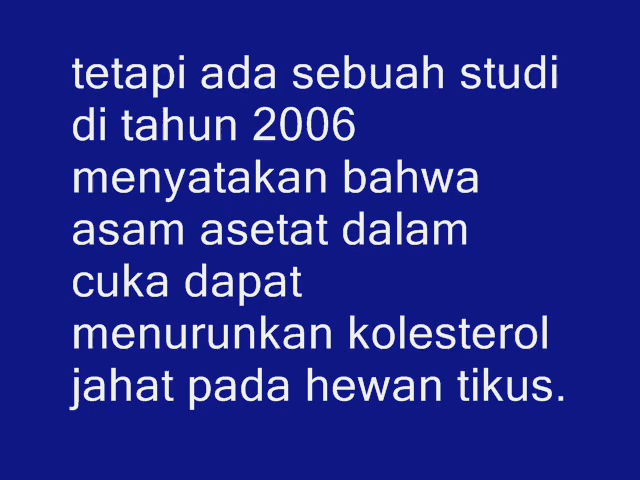 tetapi ada sebuah studi
di tahun 2006
menyatakan bahwa
asam asetat dalam
cuka dapat
menurunkan kolesterol
jahat pada hewan tikus.